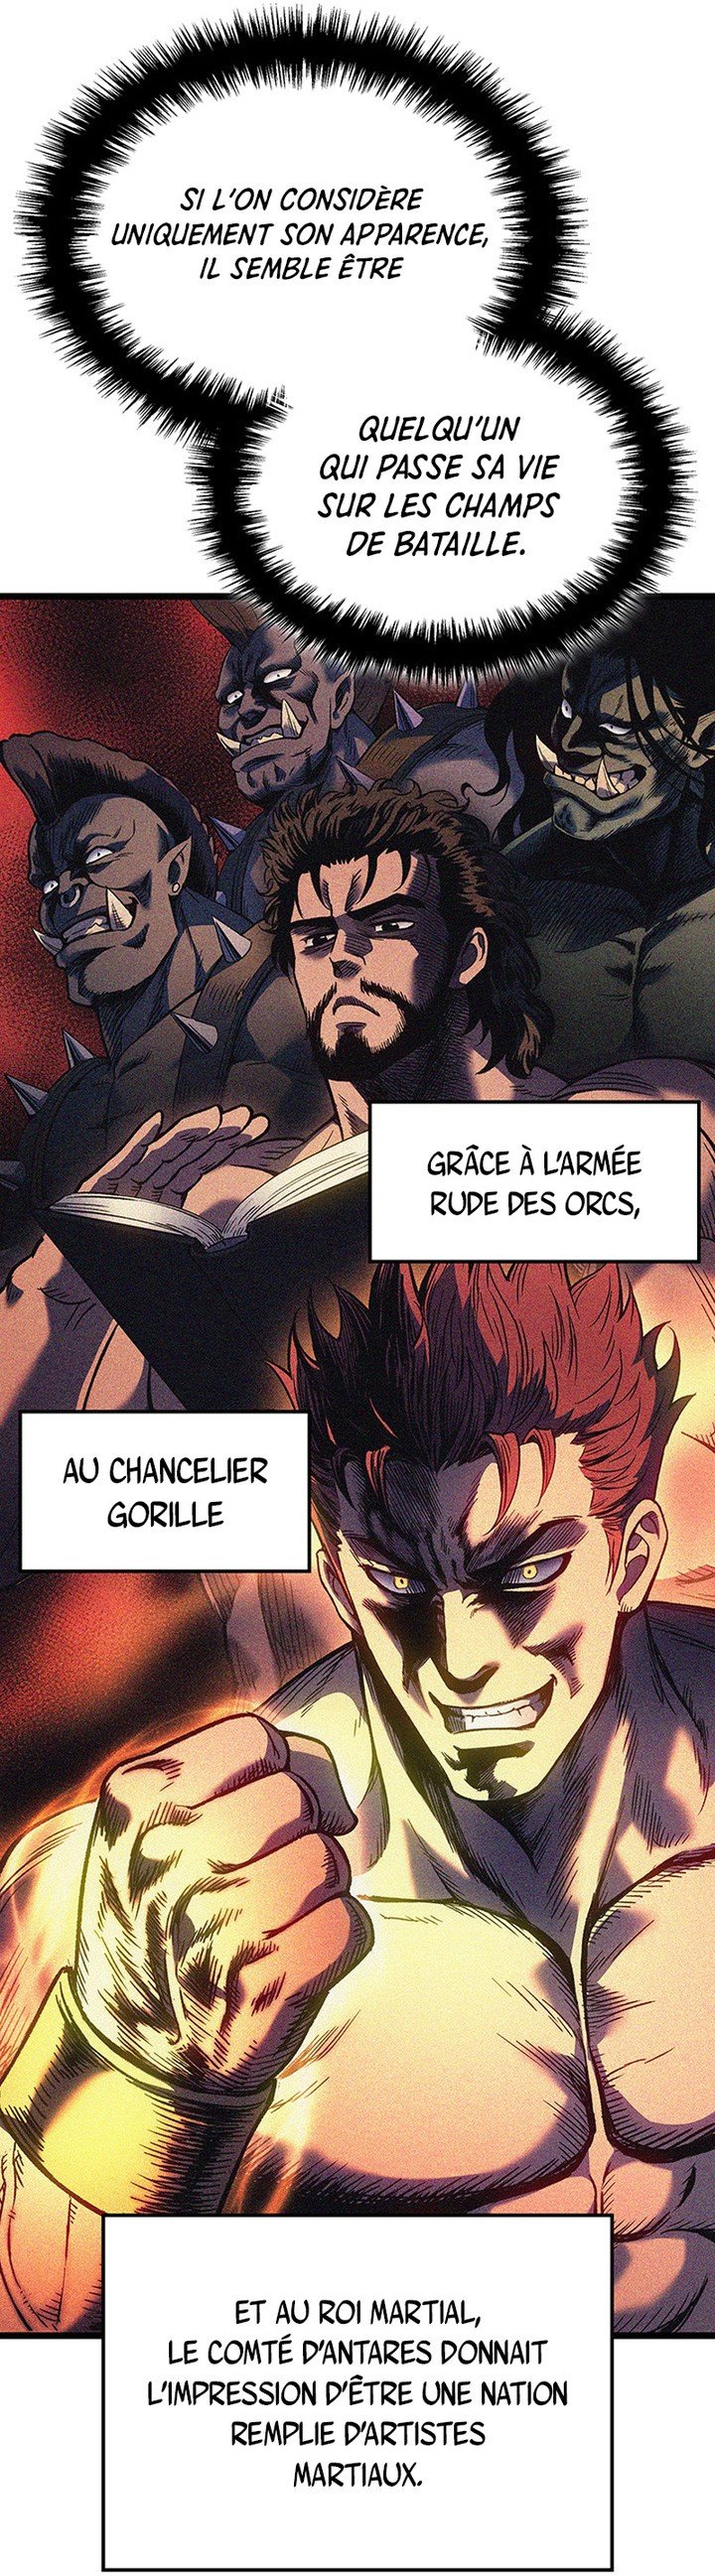 SI L'ON CONSIDÈRE
UNIQUEMENT SON APPARENCE,
IL SEMBLE ÊTRE
QUELQU'UN
QUI PASSE SA VIE
SUR LES CHAMPS
DE BATAILLE.
GRÂCE À L'ARMÉE
RUDE DES ORCS,
AU CHANCELIER
GORILLE
ET AU ROI MARTIAL,
LE COMTÉ D'ANTARES DONNAIT
L'IMPRESSION D'ÊTRE UNE NATION
REMPLIE D'ARTISTES
MARTIAUX.